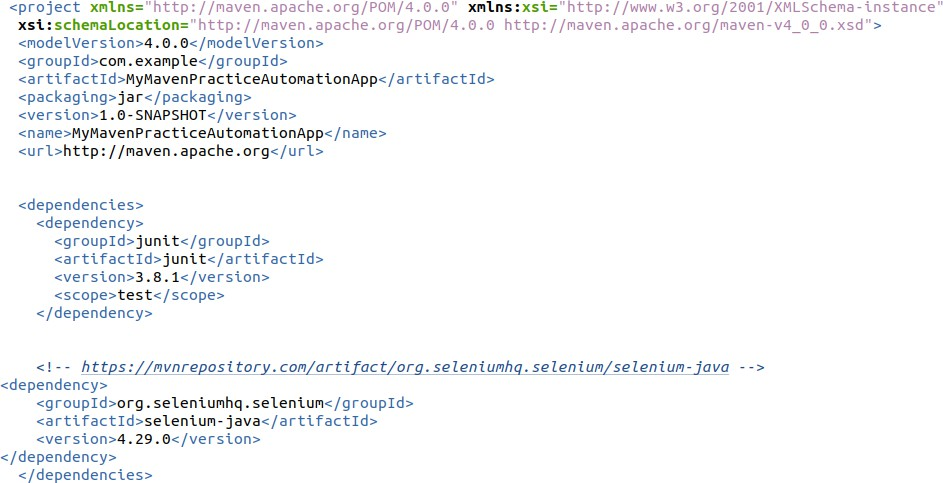 <project xmlns="http://maven.apache.org/POM/4.0.0" xmlns:xsi="http://www.w3.org/2001/XMLSchema-instance"
xsi:schemaLocation="http://maven.apache.org/POM/4.0.0 http://maven.apache.org/maven-v4_0_0.xsd">
<modelVersion>4.0.0</modelVersion>
<groupId>com.example</groupId>
<artifactId>MyMavenPracticeAutomationApp</artifactId>
<packaging>jar</packaging>
<version>1.0-SNAPSHOT</version>
<name>MyMavenPracticeAutomationApp</name>
<url>http://maven.apache.org</url>
<dependencies>
<dependency>
<groupId>junit</groupId>
<artifactId>junit</artifactId>
<version>3.8.1</version>
<scope>test</scope>
</dependency>
<!-- https://mvnrepository.com/artifact/org.seleniumhq.selenium/selenium-java -->
<dependency>
<groupId>org.seleniumhq.selenium</groupId>
<artifactId>selenium-java</artifactId>
<version>4.29.0</version>
</dependency>
</dependencies>